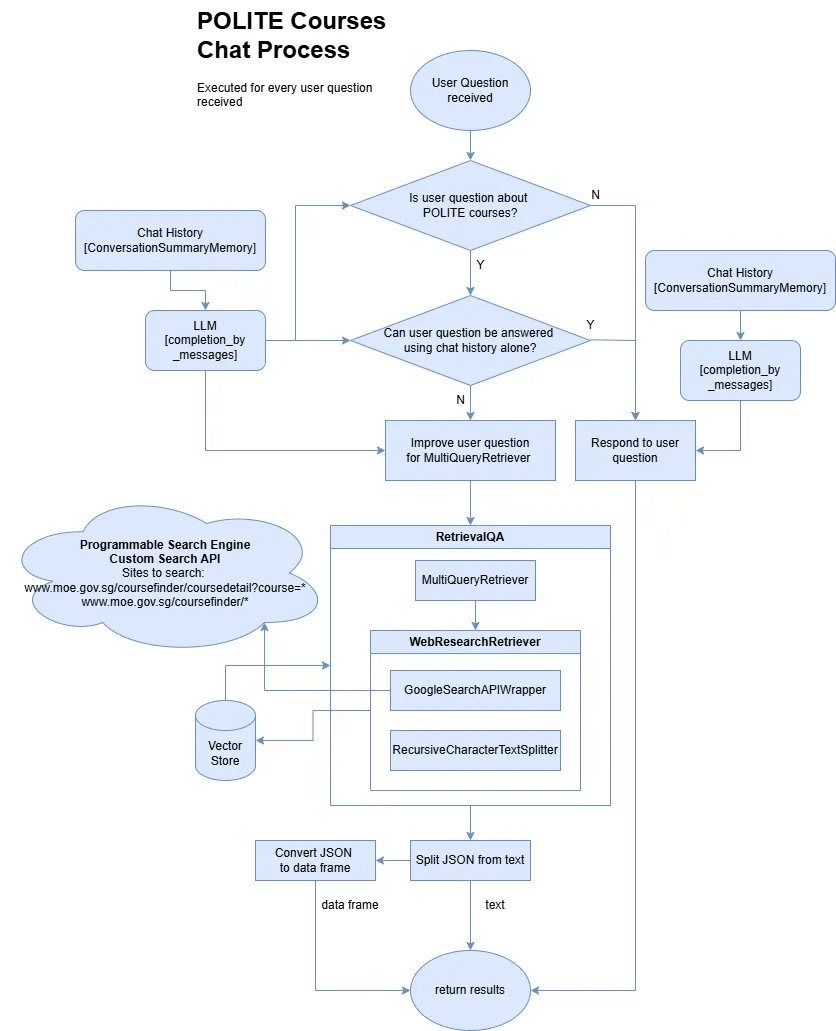 POLITE Courses
Chat Process
Executed for every user question
received
User Question
received
Is user question about
POLITE courses?
N
Y
Chat History
[ConversationSummaryMemory]
LLM
[completion_by
_messages]
Can user question be answered
using chat history alone?
Y
N
Chat History
[ConversationSummaryMemory]
LLM
[completion_by
_messages]
Improve user question
for MultiQueryRetriever
Respond to user
question
RetrievalQA
MultiQueryRetriever
WebResearchRetriever
GoogleSearchAPIWrapper
RecursiveCharacterTextSplitter
Programmable Search Engine
Custom Search API
Sites to search:
www.moe.gov.sg/coursefinder/coursedetail?course=*
www.moe.gov.sg/coursefinder/*
Vector
Store
Convert JSON
to data frame
Split JSON from text
data frame
text
return results